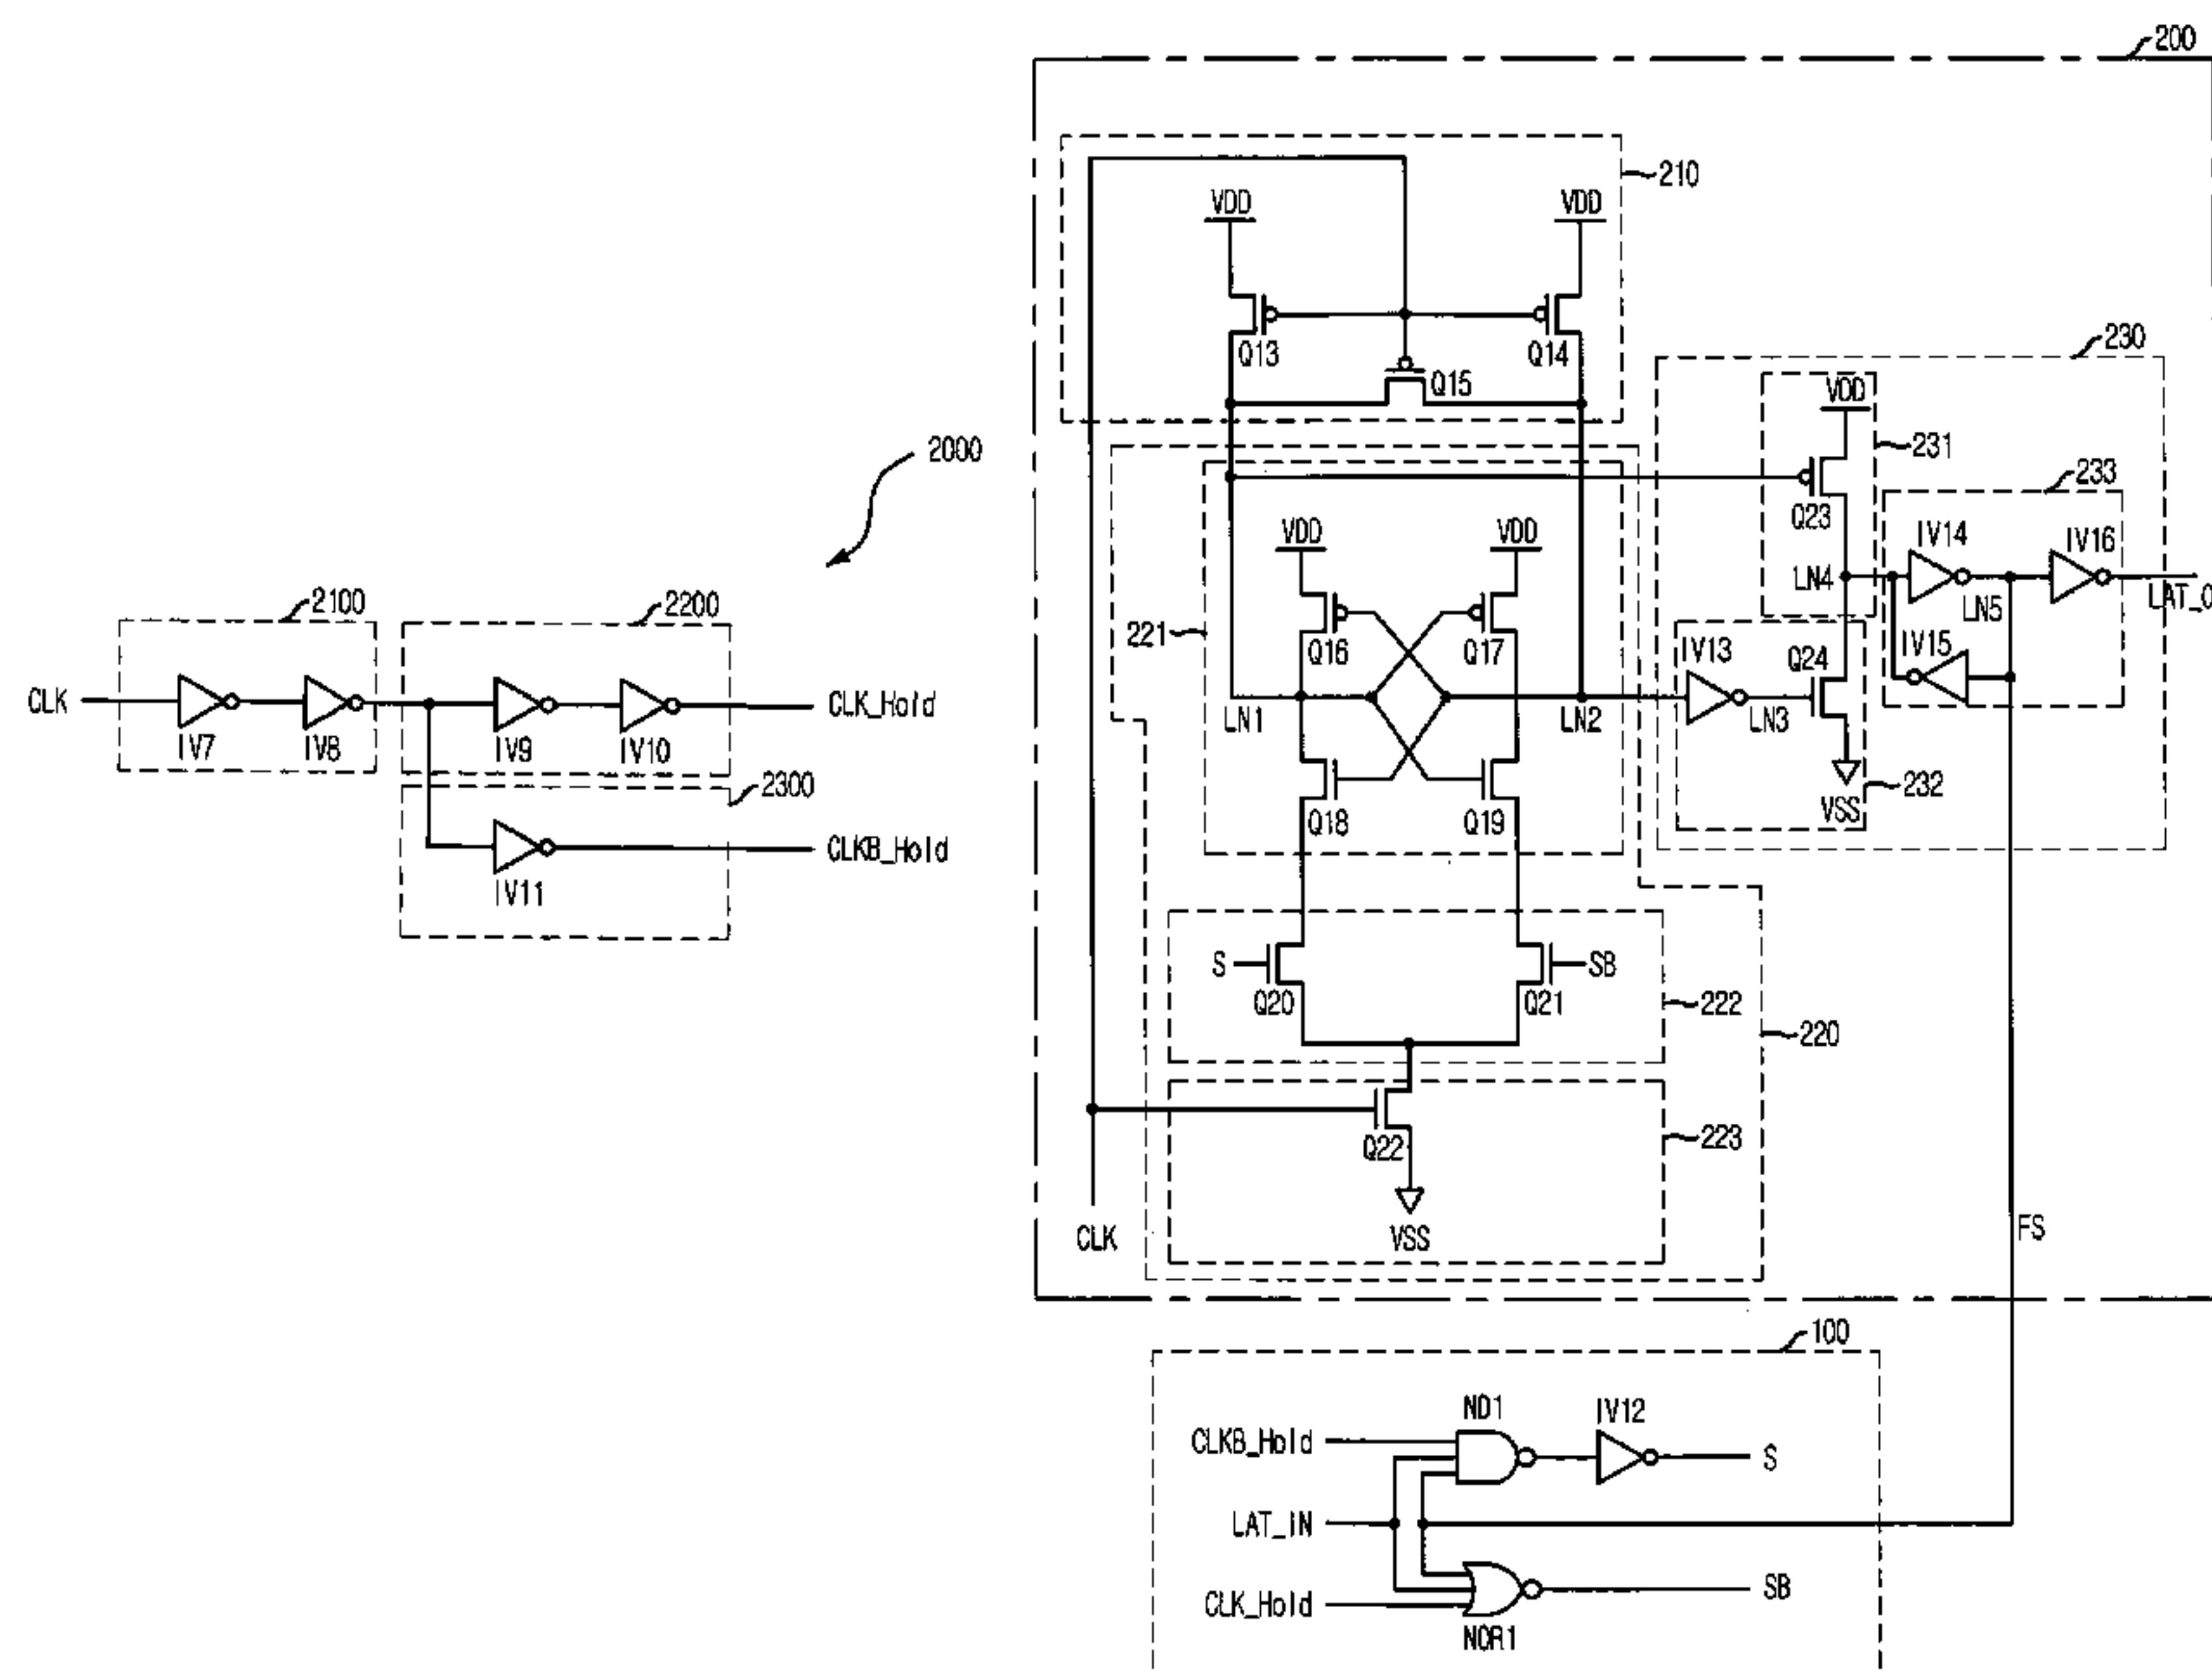 200
210
VDD
VDD
Q13
Q14
Q15
230
VDD
231
2000
Q23
233
IV14
IV16
VDD
VDD
LN4
LN5
2100
2200
221
Q16
Q17
IV13
Q24
IV15
CLK
IV7
IV8
IV9
IV10
CLK_Hold
LN1
LN2
LN3
2300
Q18
Q19
VSS
232
IV11
CLKB_Hold
S
SB
Q20
Q21
222
220
Q22
223
CLK
VSS
FS
100
ND1
IV12
CLKB_Hold
S
LAT_IN
CLK_Hold
SB
NOR1